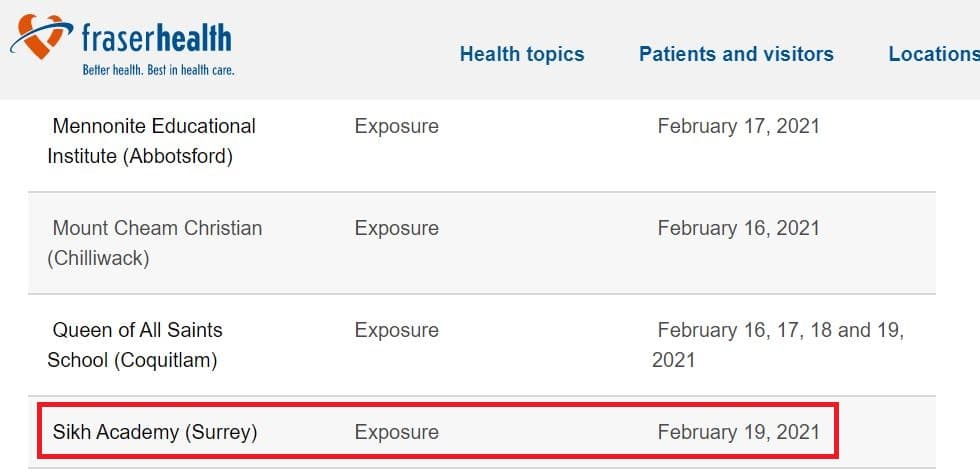 fraserhealth
Better health. Best in health care.
Health topics Patients and visitors Locations
Mennonite Educational Exposure February 17, 2021
Institute (Abbotsford)
Mount Cheam Christian Exposure February 16, 2021
(Chilliwack)
Queen of All Saints Exposure February 16, 17, 18 and 19,
School (Coquitlam) 2021
Sikh Academy (Surrey) Exposure February 19, 2021